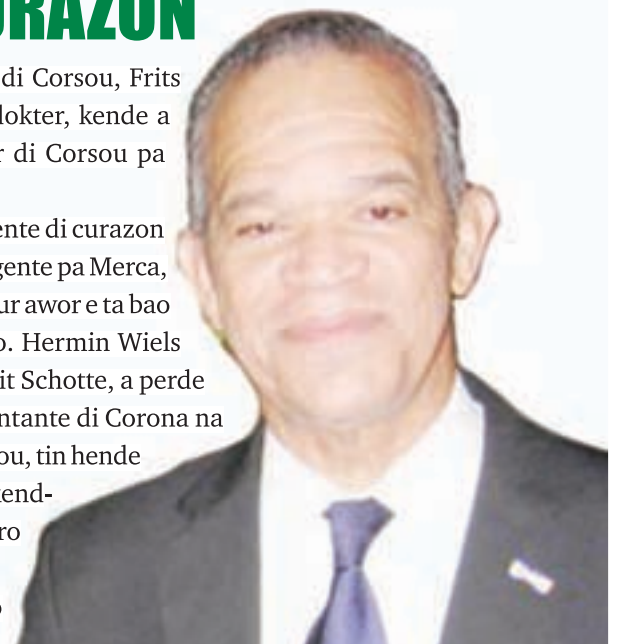 URAZON
di Corsou, Frits
dokter, kende a
r di Corsou pa
ente di curazon
gente pa Merca,
ur awor e ta bao
o. Hermin Wiels
it Schotte, a perde
ntante di Corona na
ou, tin hende
end-
ro